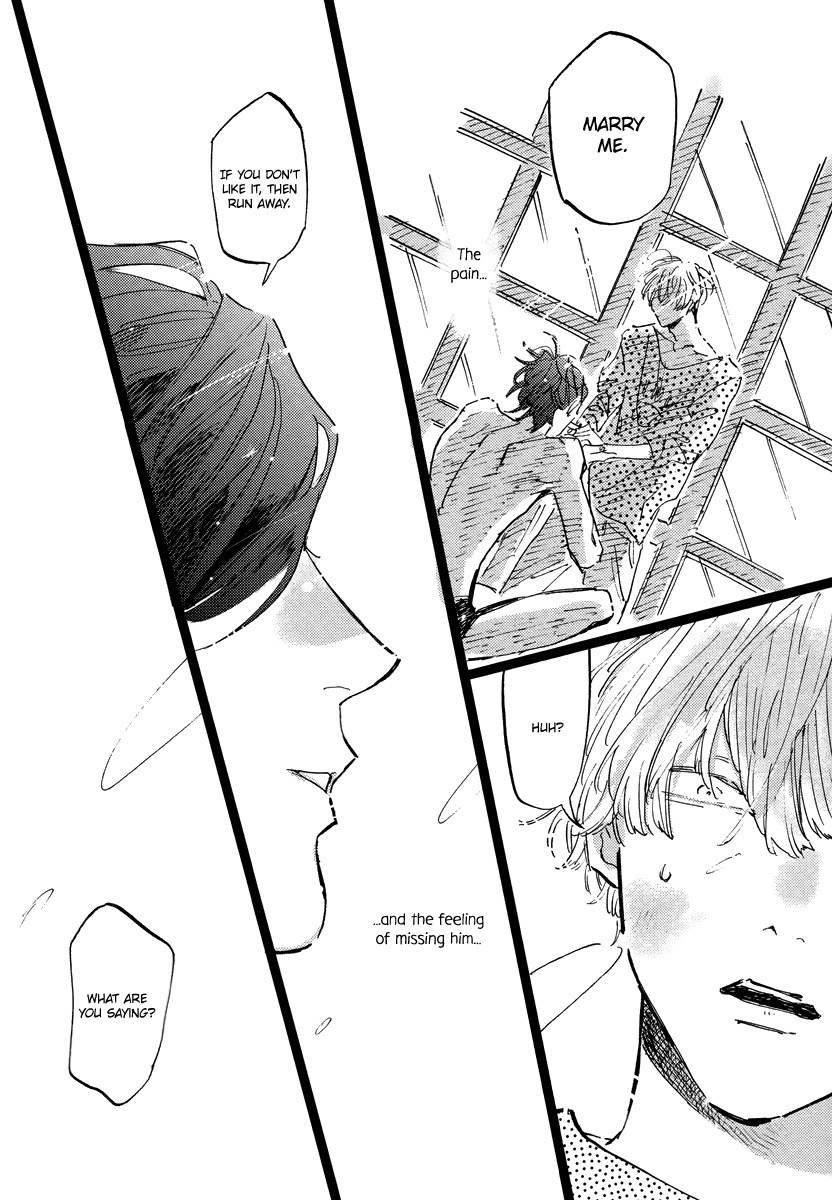 MARRY
ME.
The
pain...
HUH?
...and the feeling
of missing him...
IF YOU DON'T
LIKE IT, THEN
RUN AWAY.
WHAT ARE
YOU SAYING?